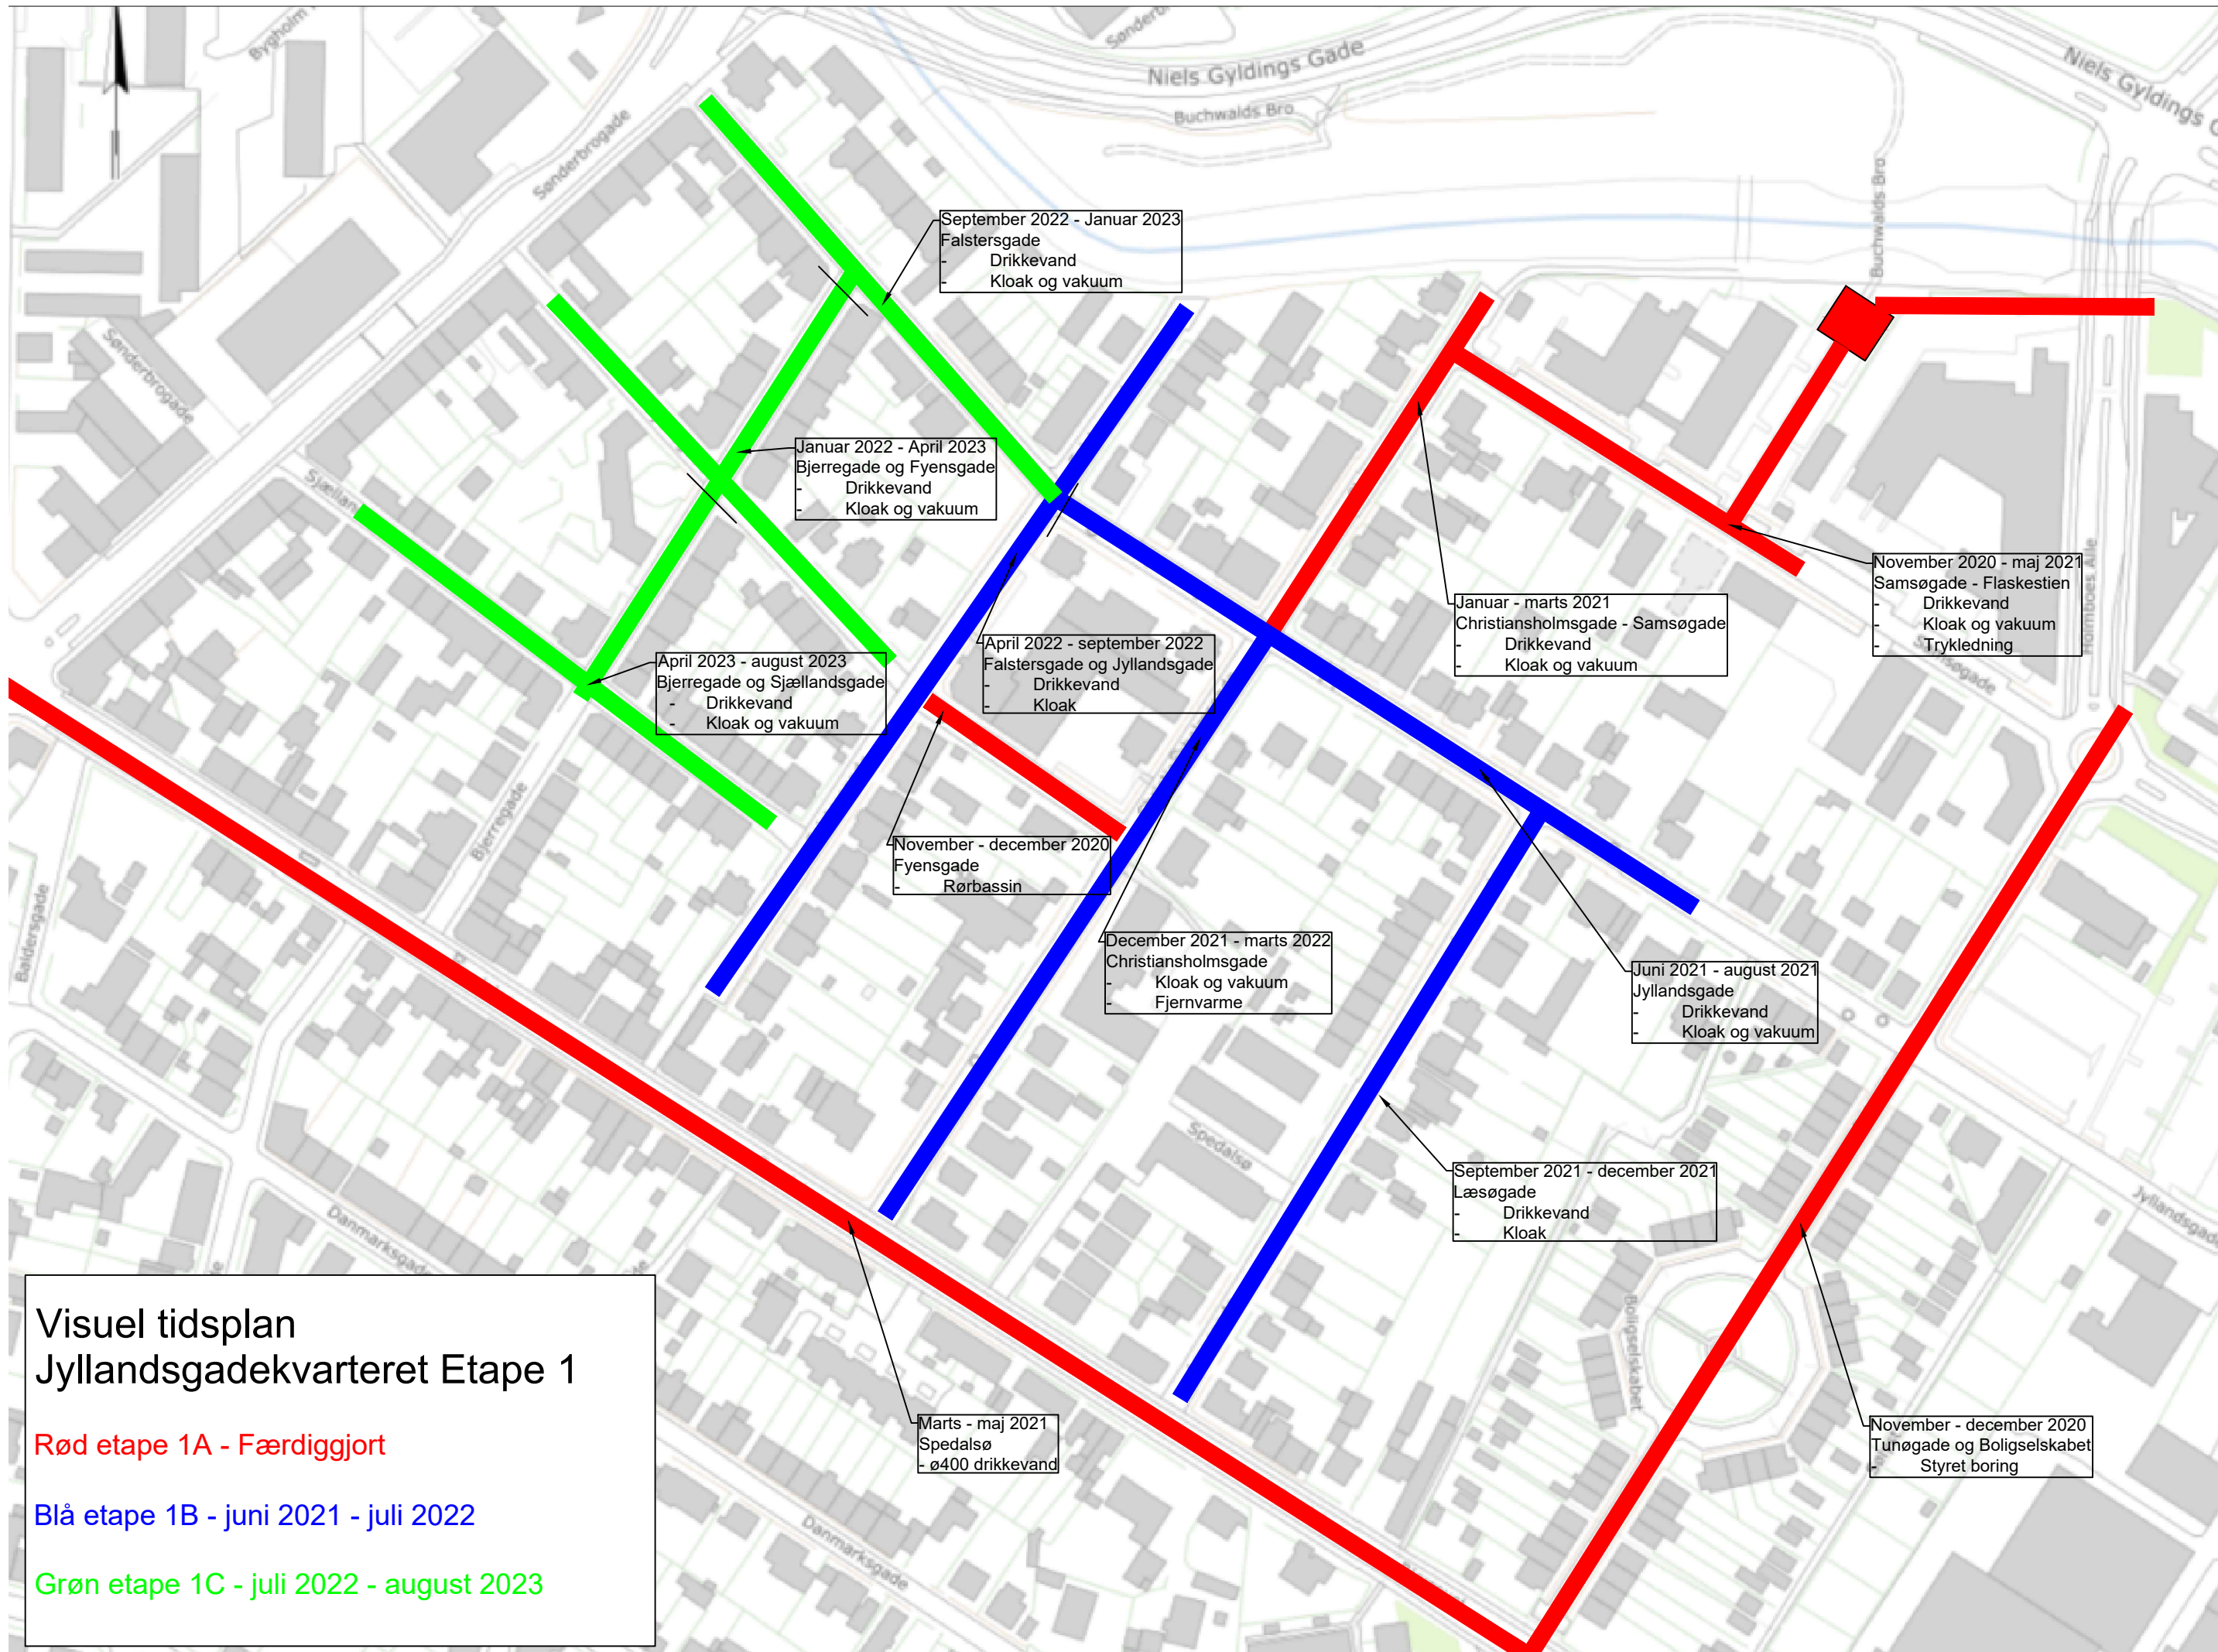 Bygholm
Sønderbrogade
Niels Gyldings Gade
Niels Gyldings G
Buchwalds Bro
Buchwalds Bro
Sønderbrogade
September 2022 - Januar 2023
Falstersgade
- Drikkevand
- Kloak og vakuum
Januar 2022 - April 2023
Bjerregade og Fyensgade
- Drikkevand
- Kloak og vakuum
Sjællan
November 2020 - maj 2021
Samsøgade - Flaskestien
- Drikkevand
- Kloak og vakuum
- Trykledning
Holmboes Alle
Januar - marts 2021
Christiansholmsgade - Samsøgade
- Drikkevand
- Kloak og vakuum
Samsøgade
April 2022 - september 2022
Falstersgade og Jyllandsgade
- Drikkevand
- Kloak
April 2023 - august 2023
Bjerregade og Sjællandsgade
- Drikkevand
- Kloak og vakuum
Bjerregade
November - december 2020
Fyensgade
- Rørbassin
Baldersgade
December 2021 - marts 2022
Christiansholmsgade
- Kloak og vakuum
- Fjernvarme
Juni 2021 - august 2021
Jyllandsgade
- Drikkevand
- Kloak og vakuum
Spedalsø
September 2021 - december 2021
Læsøgade
- Drikkevand
- Kloak
Jyllandsgade
Danmarksgade
Boligselskabet
Marts - maj 2021
Spedalsø
- ø400 drikkevand
November - december 2020
Tunøgade og Boligselskabet
- Styret boring
Danmarksgade
Visuel tidsplan
Jyllandsgadekvarteret Etape 1
Rød etape 1A - Færdiggjort
Blå etape 1B - juni 2021 - juli 2022
Grøn etape 1C - juli 2022 - august 2023